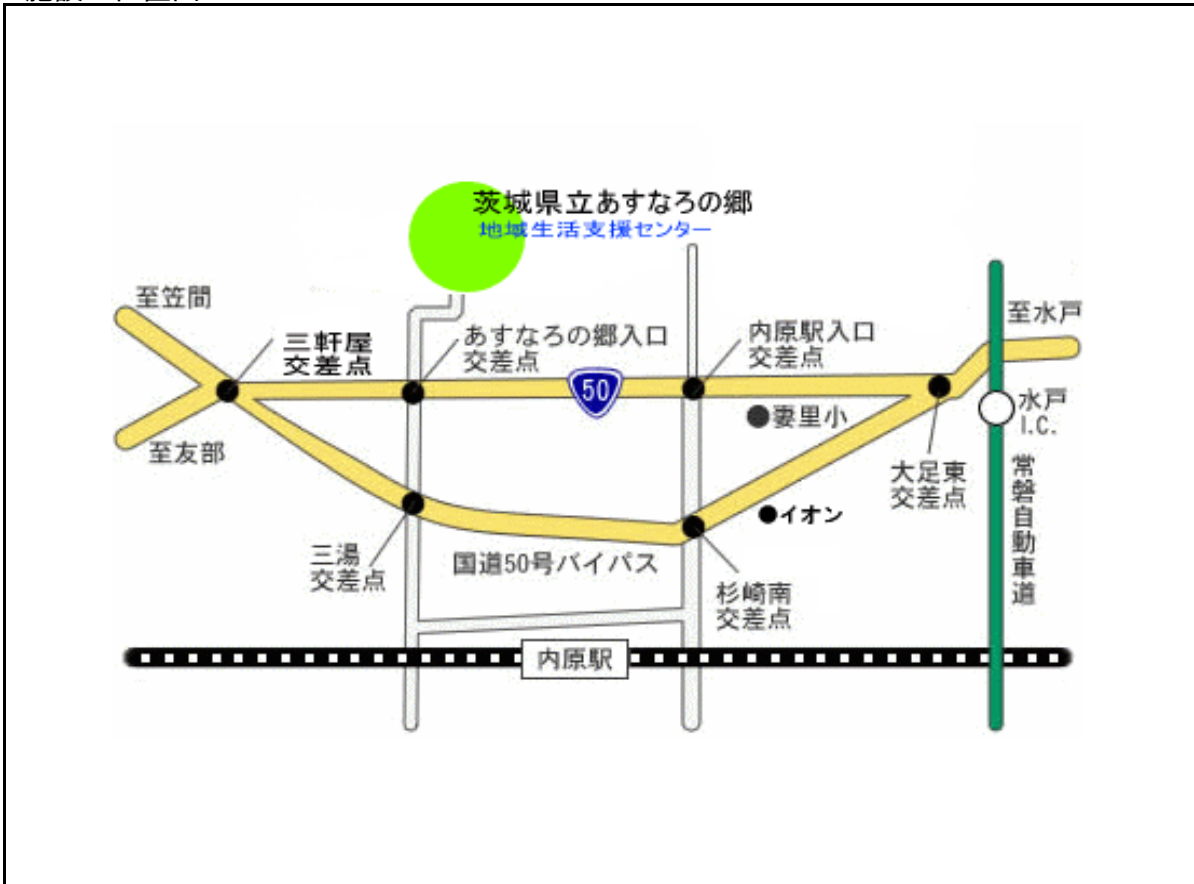 茨城県立あすなろの郷
地域生活支援センター
至笠間
三軒屋
交差点
あすなろの郷入口
交差点
内原駅入口
交差点
至水戸
50
妻里小
水戸
I.C.
至友部
大足東
交差点
常磐自動車道
イオン
三湯
交差点
国道50号バイパス
杉崎南
交差点
内原駅